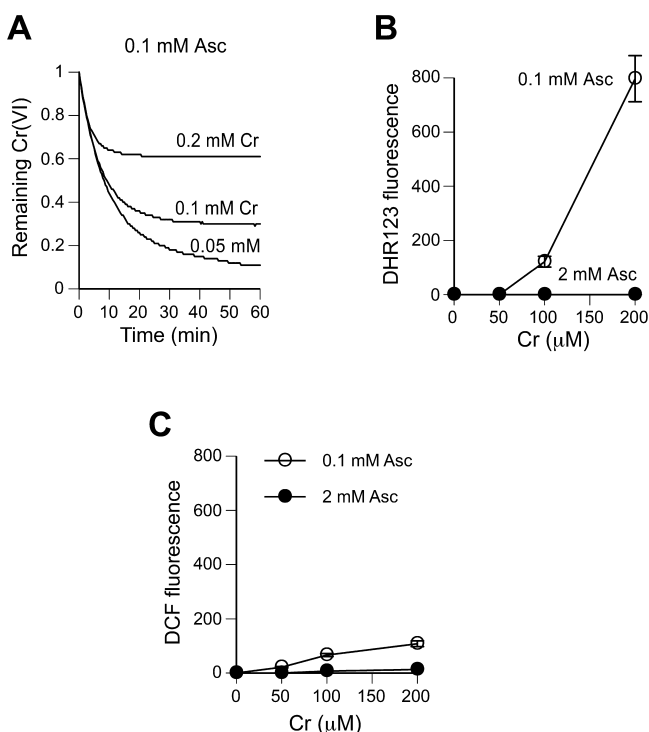 A
0.1 mM Asc
Remaining Cr(VI)
1
0.8
0.6
0.4
0.2
0
0.2 mM Cr
0.1 mM Cr
0.05 mM
0 10 20 30 40 50 60
Time (min)
B
DHR123 fluorescence
800
600
400
200
0
0.1 mM Asc
2 mM Asc
0 50 100 150 200
Cr (μM)
C
DCF fluorescence
800
600
400
200
0
0.1 mM Asc
2 mM Asc
0 50 100 150 200
Cr (μM)